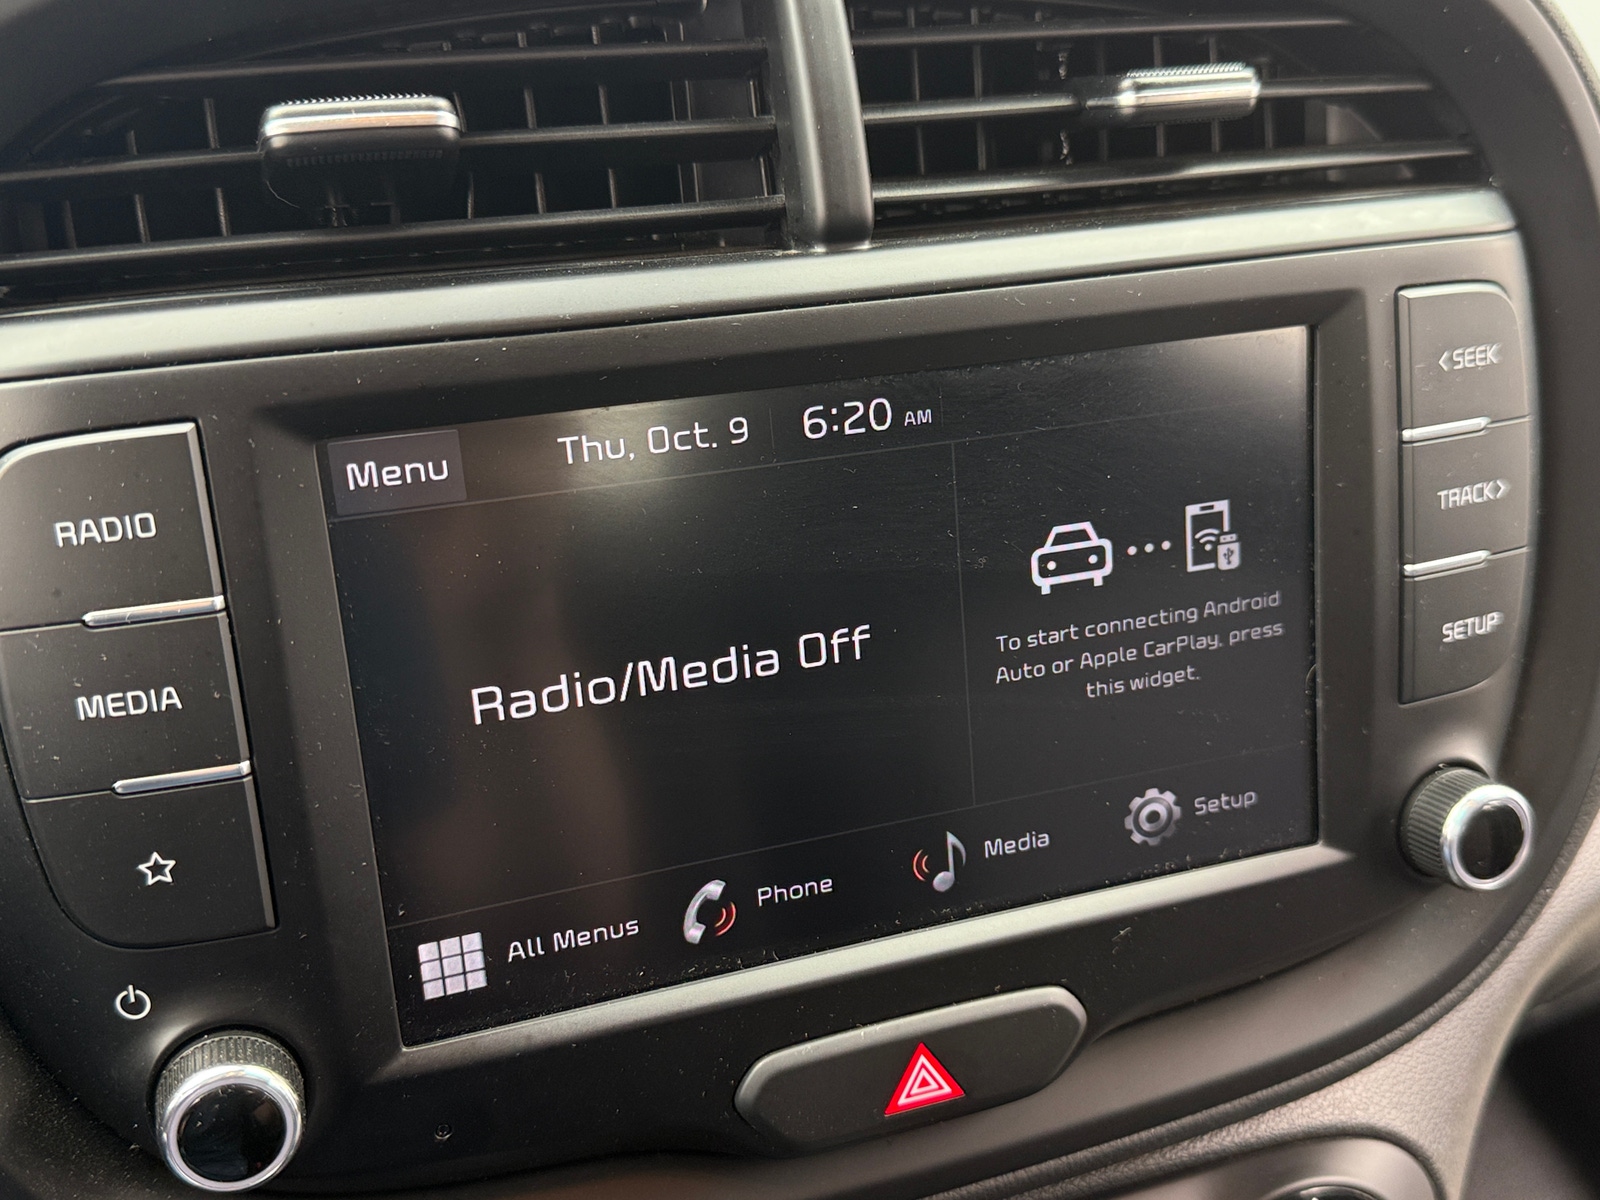 Menu
Thu, Oct. 9
6:20 AM
RADIO
MEDIA
Radio/Media Off
To start connecting Android
Auto or Apple CarPlay, press
this widget.
All Menus
Phone
Media
Setup
<SEEK
TRACK>
SETUP